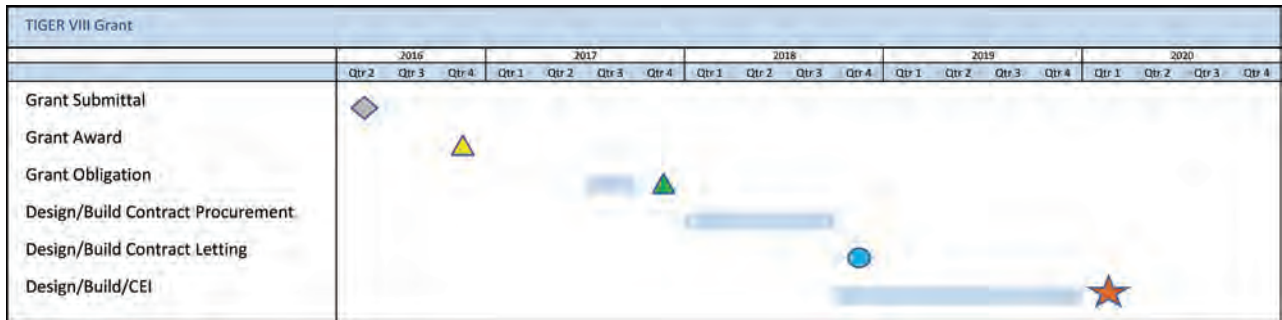 TIGER VIII Grant
2016 2017 2018 2019 2020
Qtr 2 Qtr 3 Qtr 4 Qtr 1 Qtr 2 Qtr 3 Qtr 4 Qtr 1 Qtr 2 Qtr 3 Qtr 4 Qtr 1 Qtr 2 Qtr 3 Qtr 4 Qtr 1 Qtr 2 Qtr 3 Qtr 4
Grant Submittal
Grant Award
Grant Obligation
Design/Build Contract Procurement
Design/Build Contract Letting
Design/Build/CEI